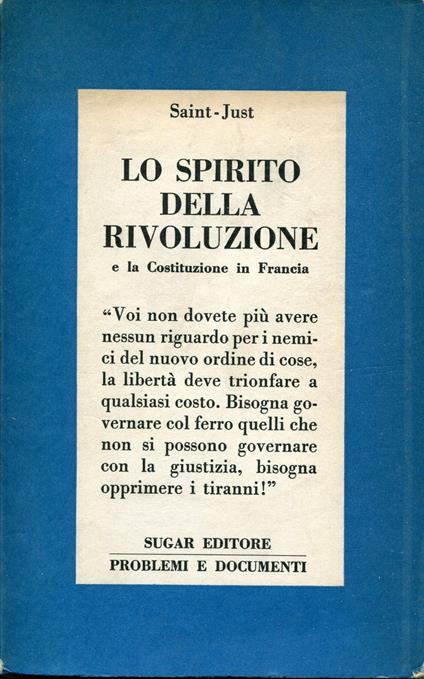 Saint-Just
LO SPIRITO
DELLA
RIVOLUZIONE
e la Costituzione in Francia
“Voi non dovete più avere
nessun riguardo per i nemi-
ci del nuovo ordine di cose,
la libertà deve trionfare a
qualsiasi costo. Bisogna go-
vernare col ferro quelli che
non si possono governare
con la giustizia, bisogna
opprimere i tiranni!”
SUGAR EDITORE
PROBLEMI E DOCUMENTI